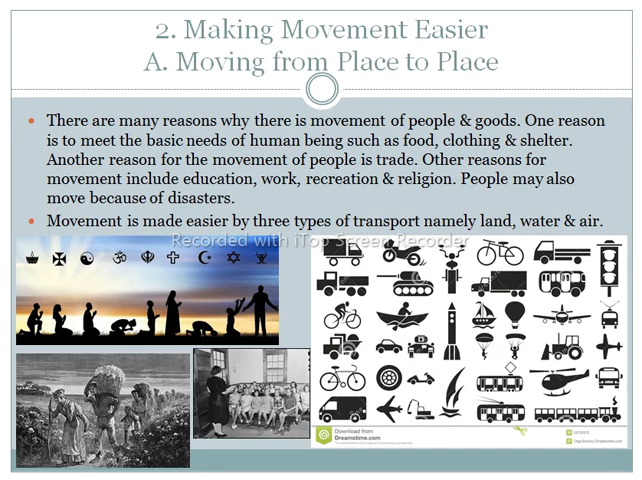 2. Making Movement Easier
A. Moving from Place to Place
There are many reasons why there is movement of people & goods. One reason
is to meet the basic needs of human being such as food, clothing & shelter.
Another reason for the movement of people is trade. Other reasons for
movement include education, work, recreation & religion. People may also
move because of disasters.
Movement is made easier by three types of transport namely land, water & air.
Recorded with iTop Screen Recorder
Download from
Dreamstime.com